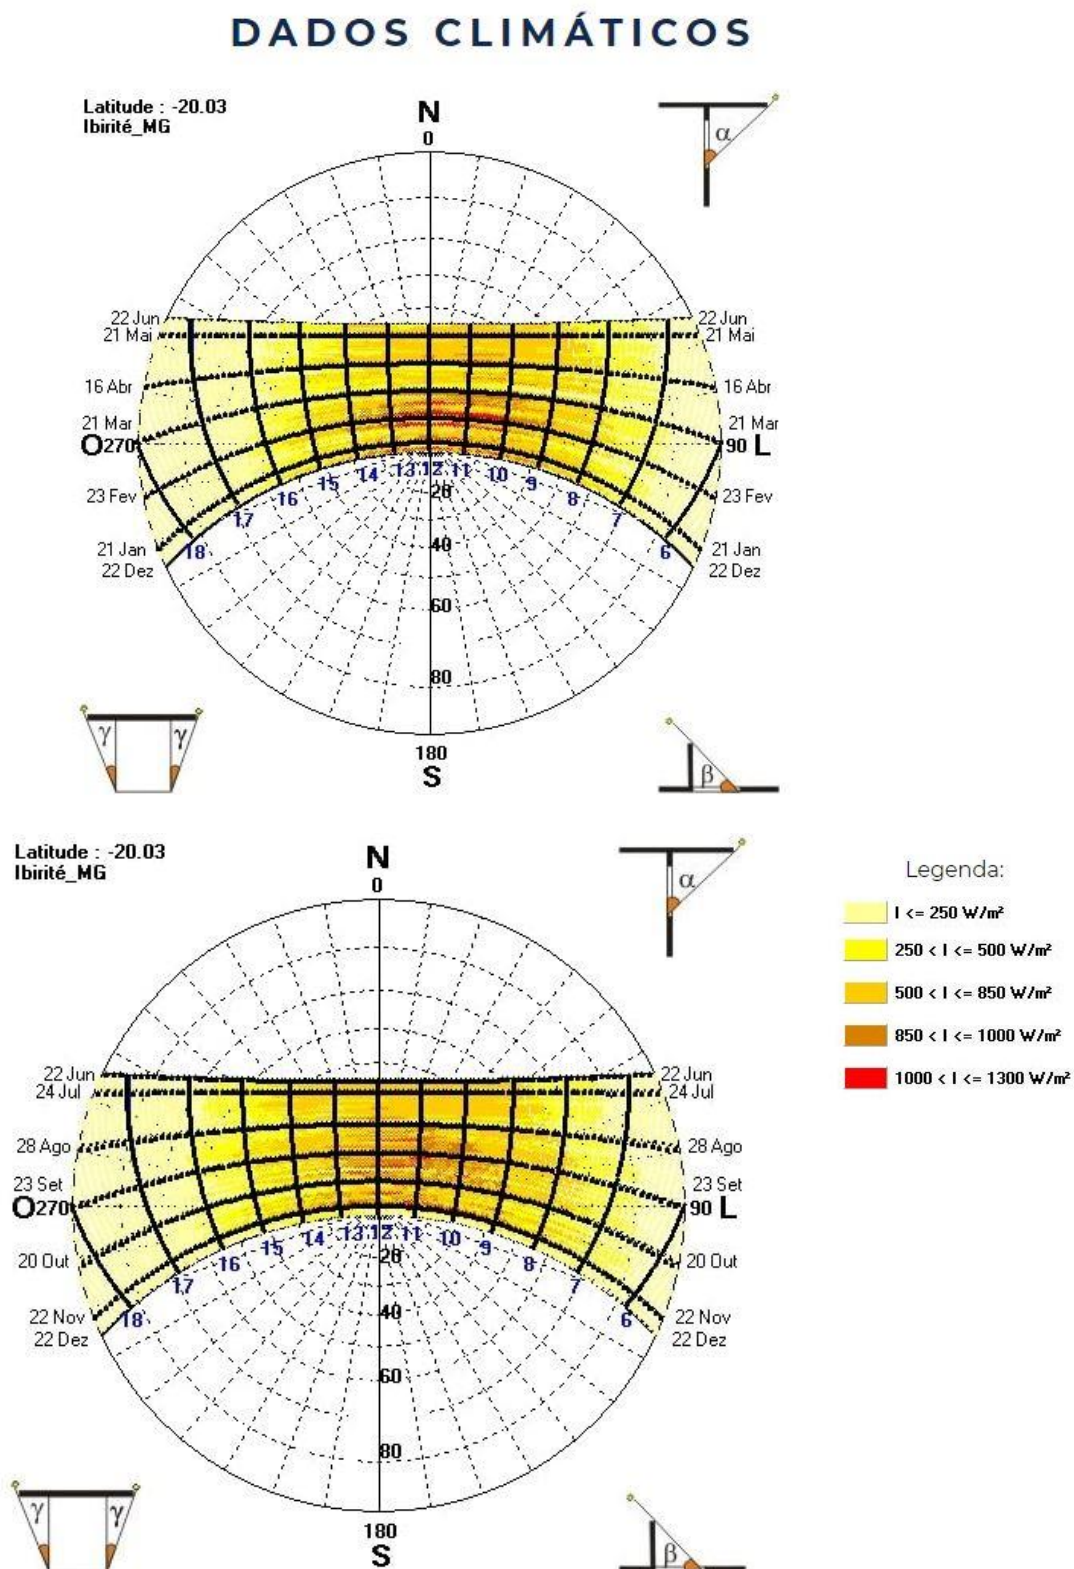 DADOS CLIMÁTICOS
Latitude : -20.03
Ibirité_MG
N
0
α
22 Jun
22 Jun
21 Mai
21 Mai
16 Abr
16 Abr
21 Mar
21 Mar
O270
90 L
23 Fev
23 Fev
21 Jan
21 Jan
22 Dez
22 Dez
18 17 16 15 14 13 12 11 10 9 8 7 6
20
40
60
80
180
S
γ γ
β
Latitude : -20.03
Ibirité_MG
N
0
α
22 Jun
22 Jun
24 Jul
24 Jul
28 Ago
28 Ago
23 Set
23 Set
O270
90 L
20 Out
20 Out
22 Nov
22 Nov
22 Dez
22 Dez
18 17 16 15 14 13 12 11 10 9 8 7 6
20
40
60
80
180
S
γ γ
β
Legenda:
I <= 250 W/m²
250 < I <= 500 W/m²
500 < I <= 850 W/m²
850 < I <= 1000 W/m²
1000 < I <= 1300 W/m²